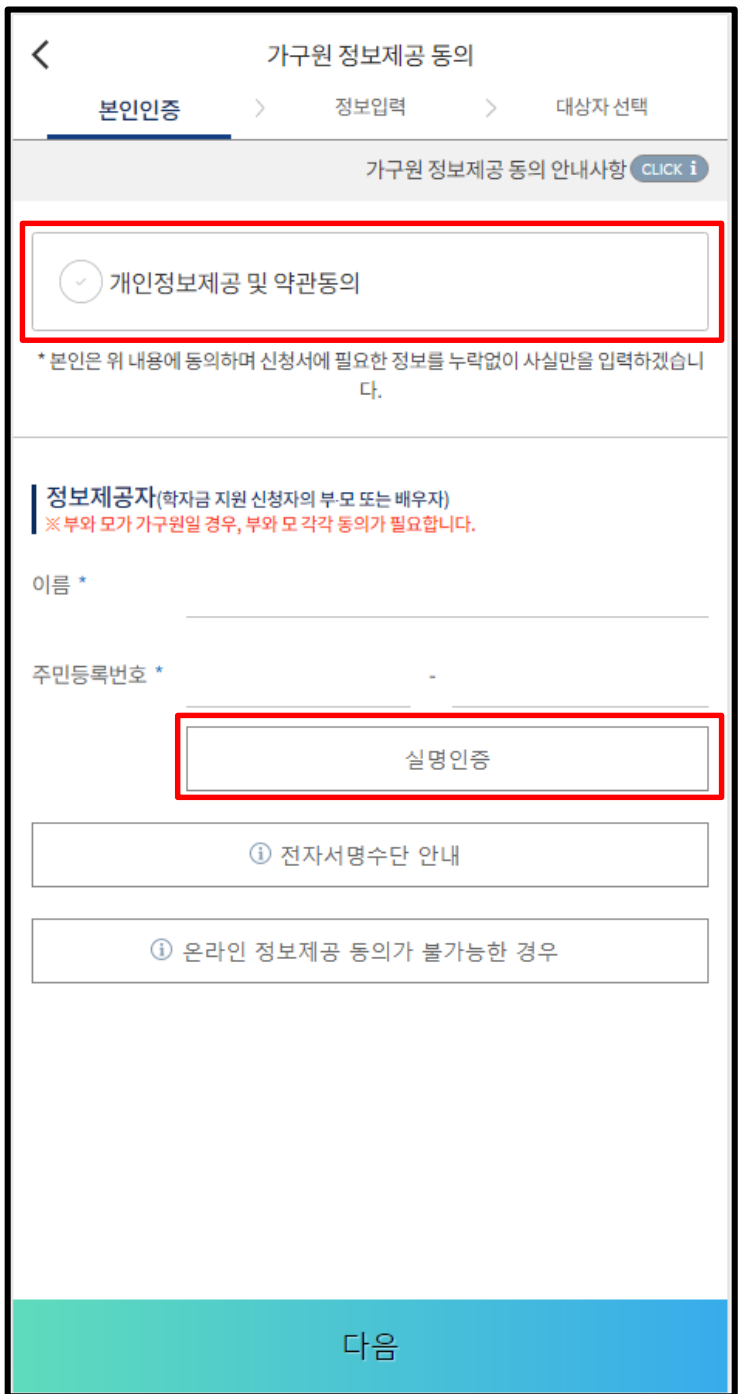 가구원 정보제공 동의
본인인증 > 정보입력 > 대상자 선택
가구원 정보제공 동의 안내사항 CLICK i
개인정보제공 및 약관동의
* 본인은 위 내용에 동의하며 신청서에 필요한 정보를 누락없이 사실만을 입력하겠습니
다.
정보제공자(학자금 지원 신청자의 부·모 또는 배우자)
※ 부와 모가 가구원일 경우, 부와 모 각각 동의가 필요합니다.
이름 *
주민등록번호 * -
실명인증
ⓘ 전자서명수단 안내
ⓘ 온라인 정보제공 동의가 불가능한 경우
다음